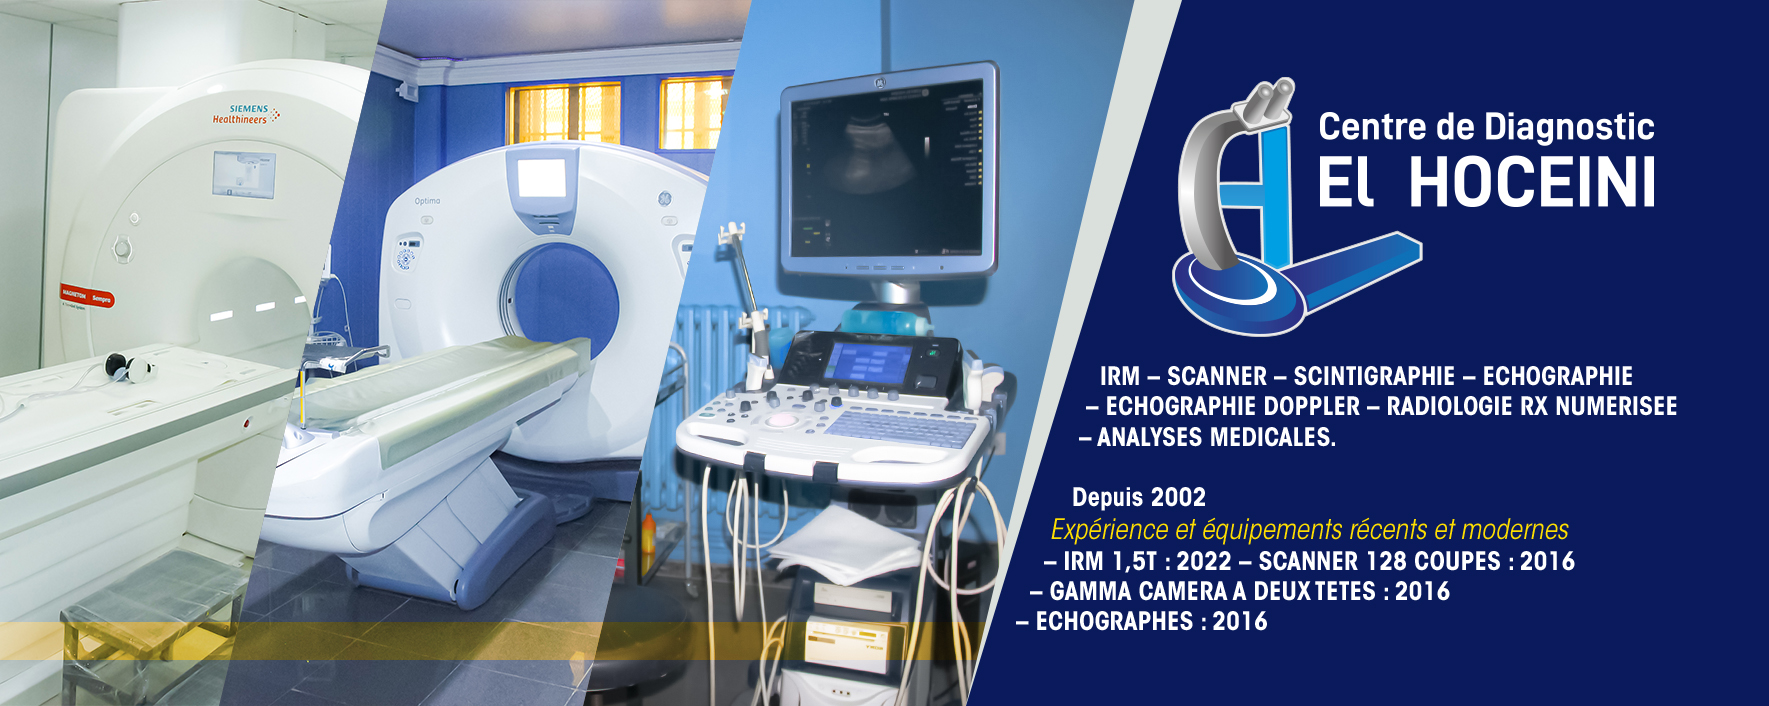 SIEMENS
Healthineers
MAGNETOM Sempra
Optima
Centre de Diagnostic
El HOCEINI
IRM – SCANNER – SCINTIGRAPHIE – ECHOGRAPHIE
– ECHOGRAPHIE DOPPLER – RADIOLOGIE RX NUMERISEE
– ANALYSES MEDICALES.
Depuis 2002
Expérience et équipements récents et modernes
– IRM 1,5T : 2022 – SCANNER 128 COUPES : 2016
– GAMMA CAMERA A DEUX TETES : 2016
– ECHOGRAPHES : 2016